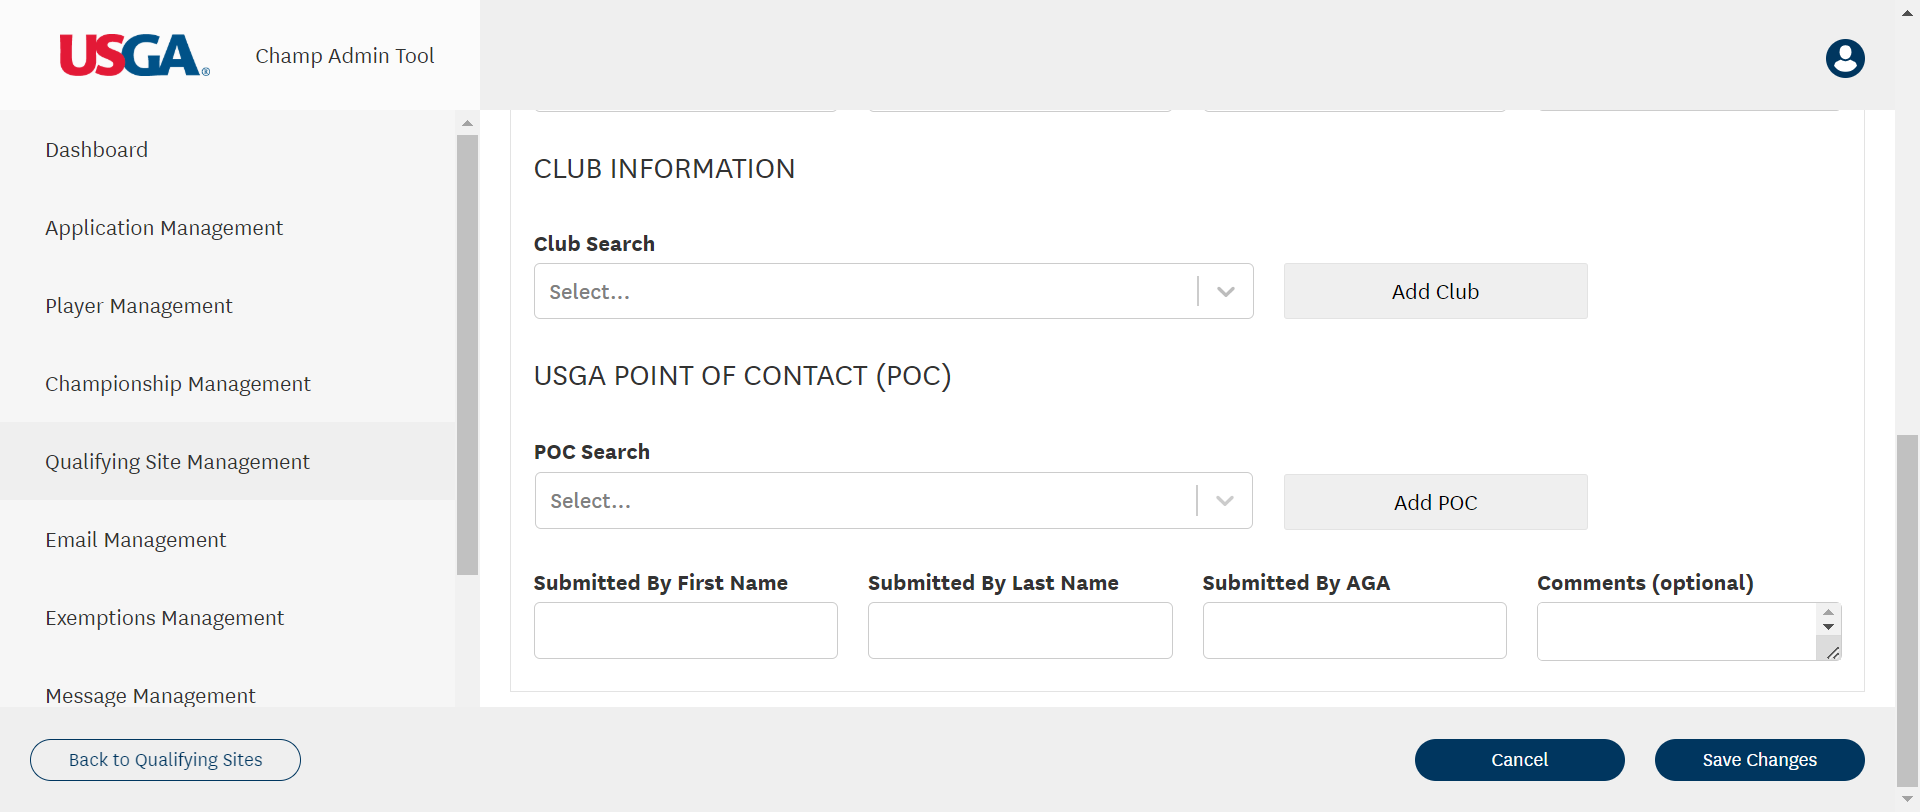 USGA®
Champ Admin Tool
Dashboard
Application Management
Player Management
Championship Management
Qualifying Site Management
Email Management
Exemptions Management
Message Management
CLUB INFORMATION
Club Search
Select...
Add Club
USGA POINT OF CONTACT (POC)
POC Search
Select...
Add POC
Submitted By First Name
Submitted By Last Name
Submitted By AGA
Comments (optional)
Back to Qualifying Sites
Cancel
Save Changes